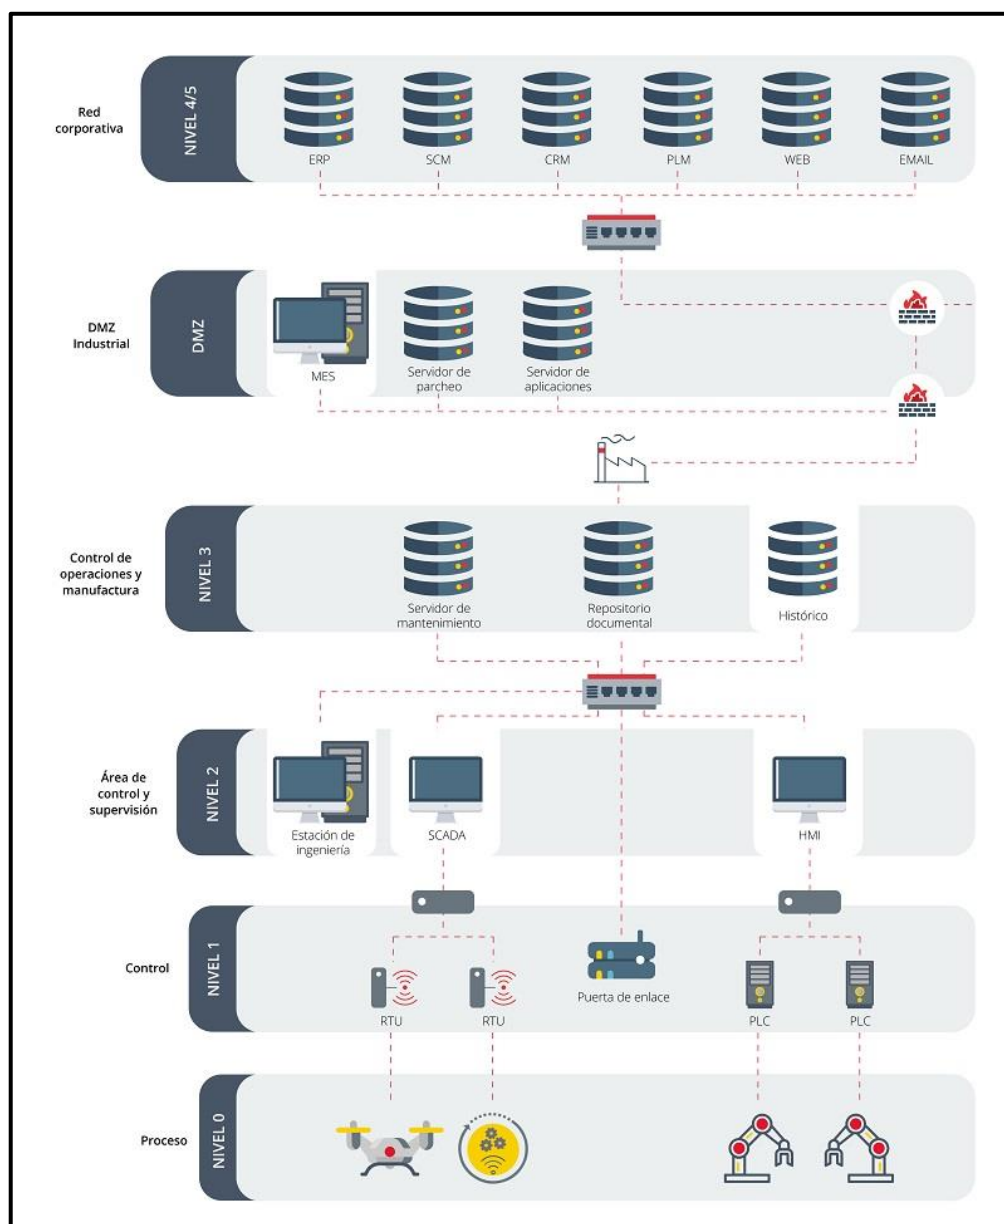 Red
corporativa
NIVEL 4/5
ERP
SCM
CRM
PLM
WEB
EMAIL
DMZ
Industrial
DMZ
MES
Servidor de
parcheo
Servidor de
aplicaciones
Control de
operaciones y
manufactura
NIVEL 3
Servidor de
mantenimiento
Repositorio
documental
Histórico
Área de
control y
supervisión
NIVEL 2
Estación de
ingeniería
SCADA
HMI
Control
NIVEL 1
RTU
RTU
Puerta de enlace
PLC
PLC
Proceso
NIVEL 0